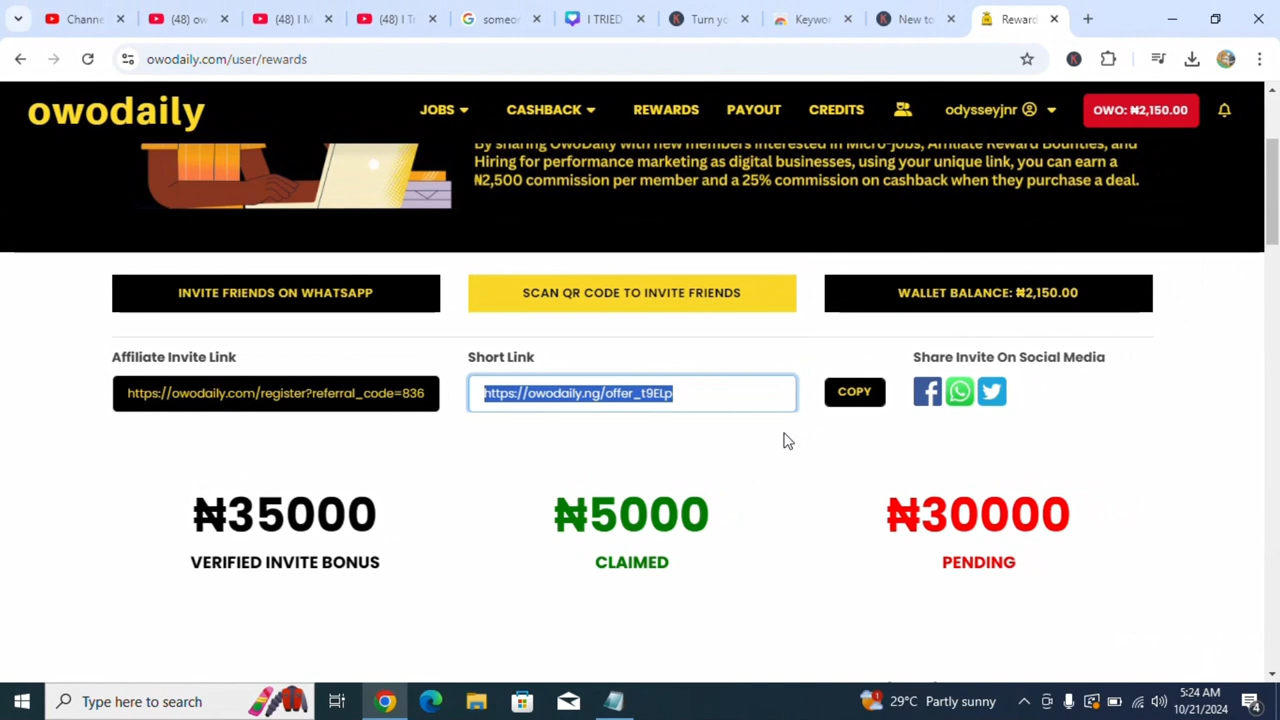 Channe
(48) ow
(48) I M
(48) I Tr
someo
I TRIED
Turn yo
Keywor
New to
Reward
owodaily.com/user/rewards
owodaily
JOBS
CASHBACK
REWARDS
PAYOUT
CREDITS
odysseyjnr
OWO: ₦2,150.00
By sharing OwoDaily with new members interested in Micro-jobs, Affiliate Reward Bounties, and
Hiring for performance marketing as digital businesses, using your unique link, you can earn a
₦2,500 commission per member and a 25% commission on cashback when they purchase a deal.
INVITE FRIENDS ON WHATSAPP
SCAN QR CODE TO INVITE FRIENDS
WALLET BALANCE: ₦2,150.00
Affiliate Invite Link
Short Link
Share Invite On Social Media
https://owodaily.com/register?referral_code=836
https://owodaily.ng/offer_t9ELp
COPY
₦35000
₦5000
₦30000
VERIFIED INVITE BONUS
CLAIMED
PENDING
Type here to search
1
29°C Partly sunny
5:24 AM
10/21/2024
4